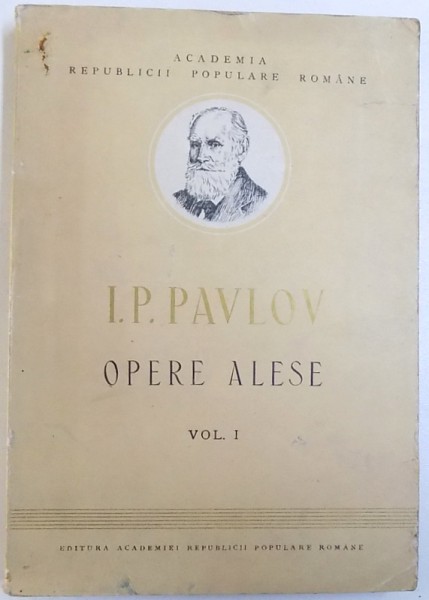 ACADEMIA
REPUBLICII POPULARE ROMÂNE
I.P. PAVLOV
OPERE ALESE
VOL. I
EDITURA ACADEMIEI REPUBLICII POPULARE ROMÂNE